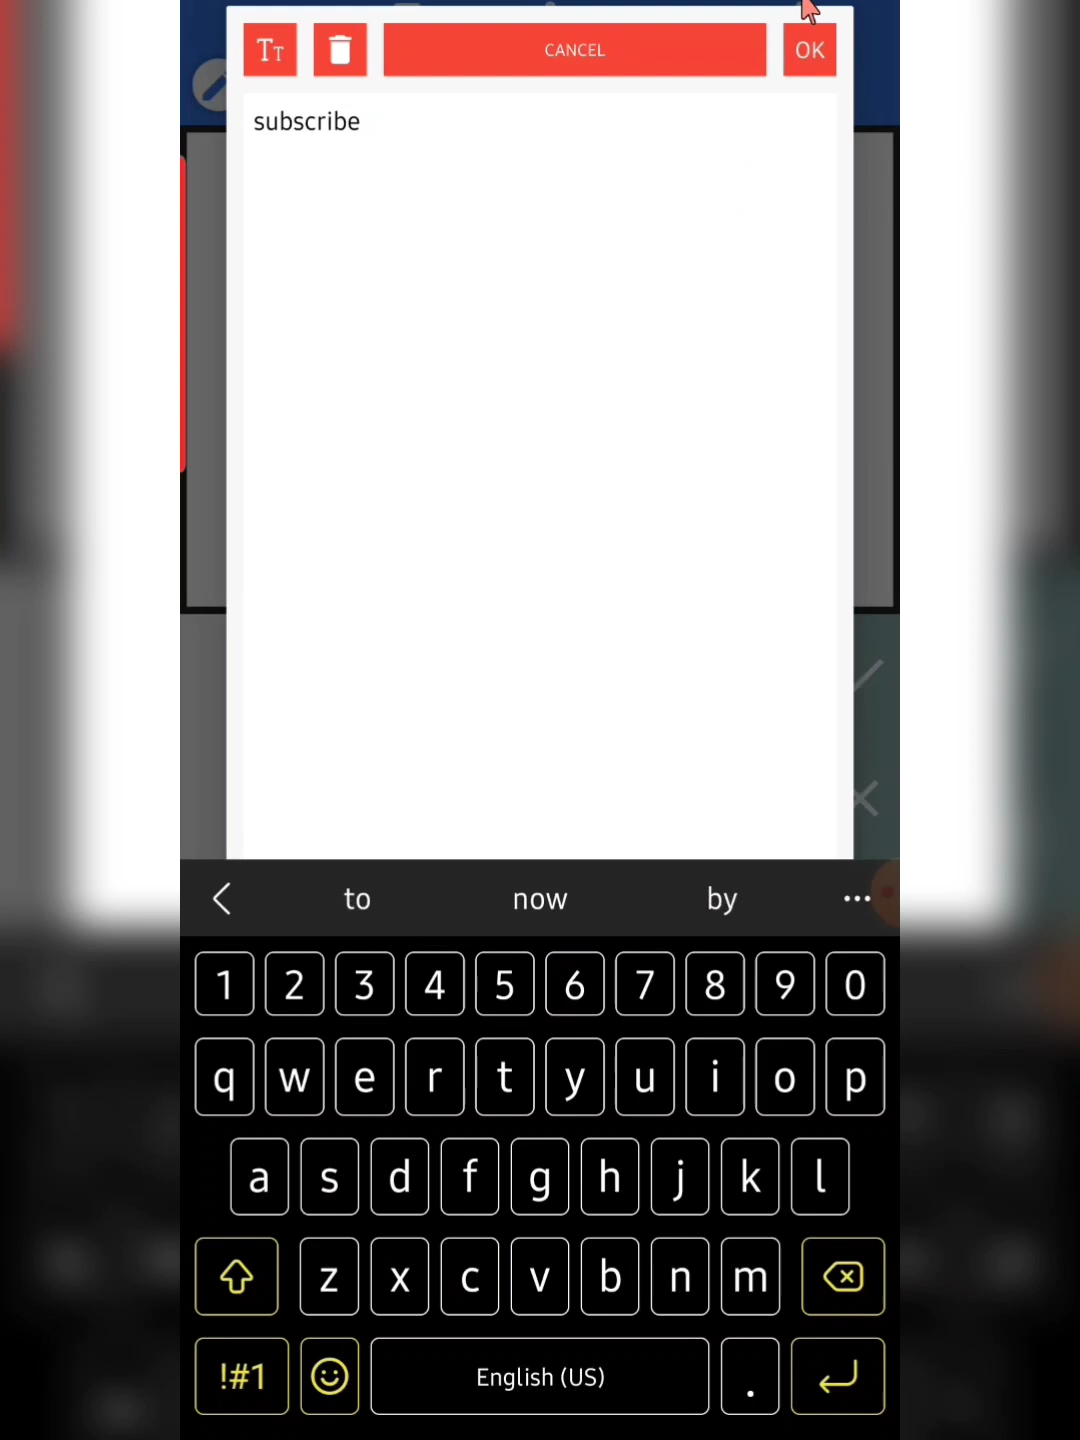 TT
CANCEL
OK
subscribe
to now by
1 2 3 4 5 6 7 8 9 0
q w e r t y u i o p
a s d f g h j k l
z x c v b n m
!#1 English (US) .